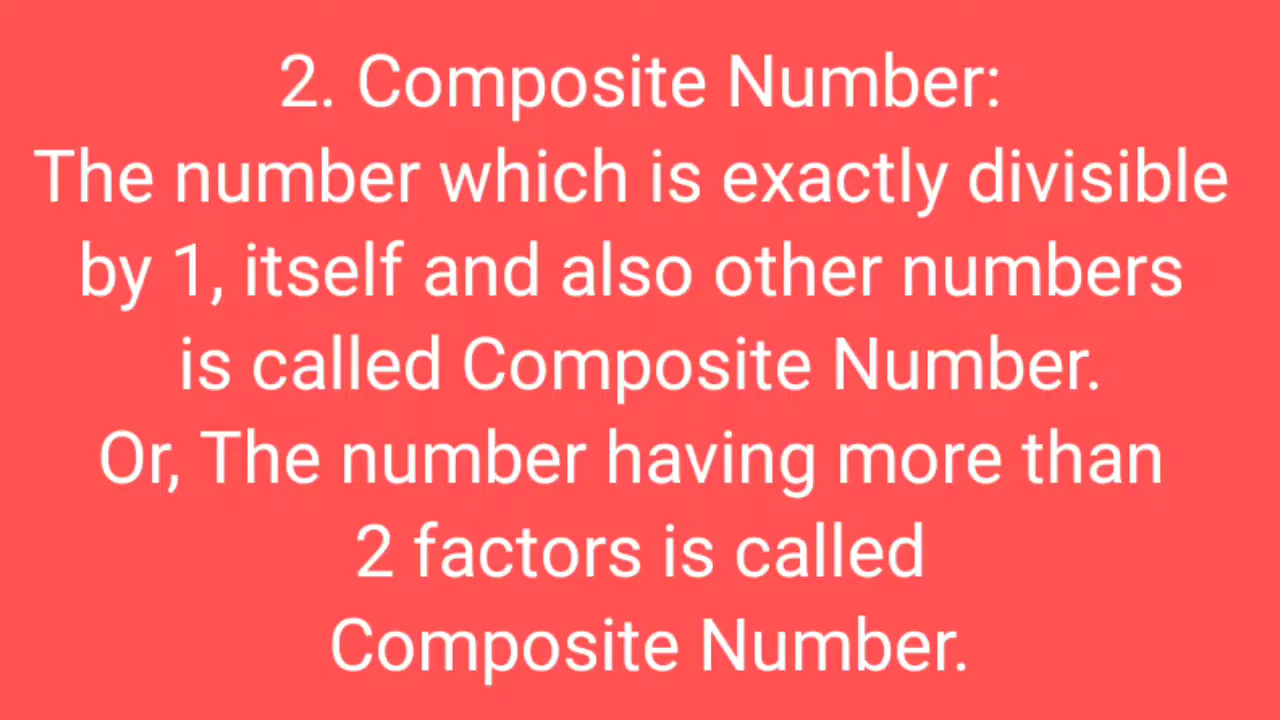 2. Composite Number:
The number which is exactly divisible
by 1, itself and also other numbers
is called Composite Number.
Or, The number having more than
2 factors is called
Composite Number.